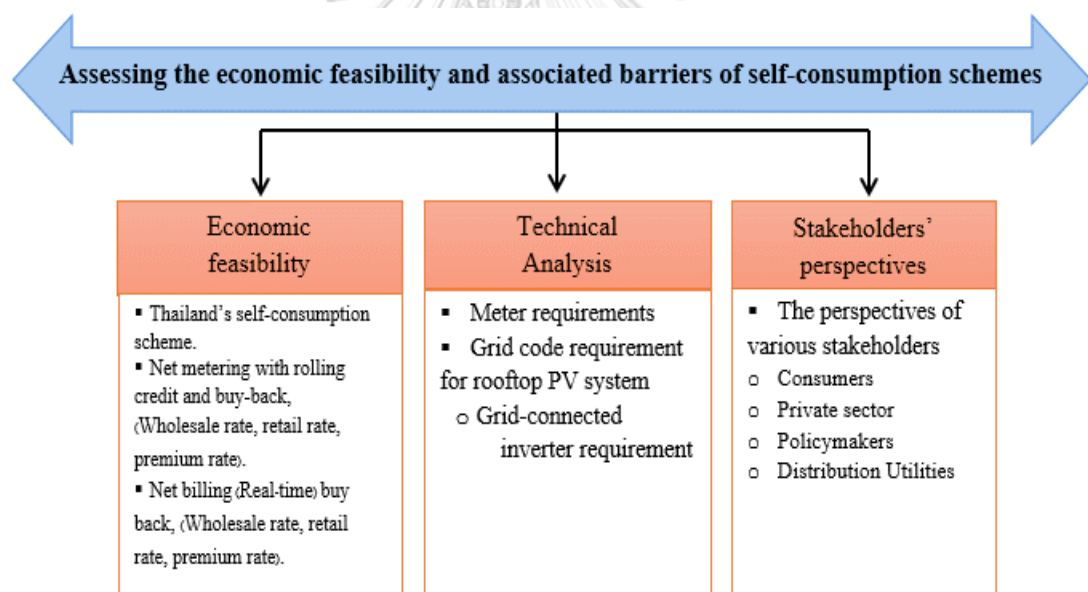 Assessing the economic feasibility and associated barriers of self-consumption schemes
Economic
feasibility
▪ Thailand's self-consumption
scheme.
▪ Net metering with rolling
credit and buy-back,
(Wholesale rate, retail rate,
premium rate).
▪ Net billing (Real-time) buy
back, (Wholesale rate, retail
rate, premium rate).
Technical
Analysis
▪ Meter requirements
▪ Grid code requirement
for rooftop PV system
o Grid-connected
inverter requirement
Stakeholders'
perspectives
▪ The perspectives of
various stakeholders
o Consumers
o Private sector
o Policymakers
o Distribution Utilities